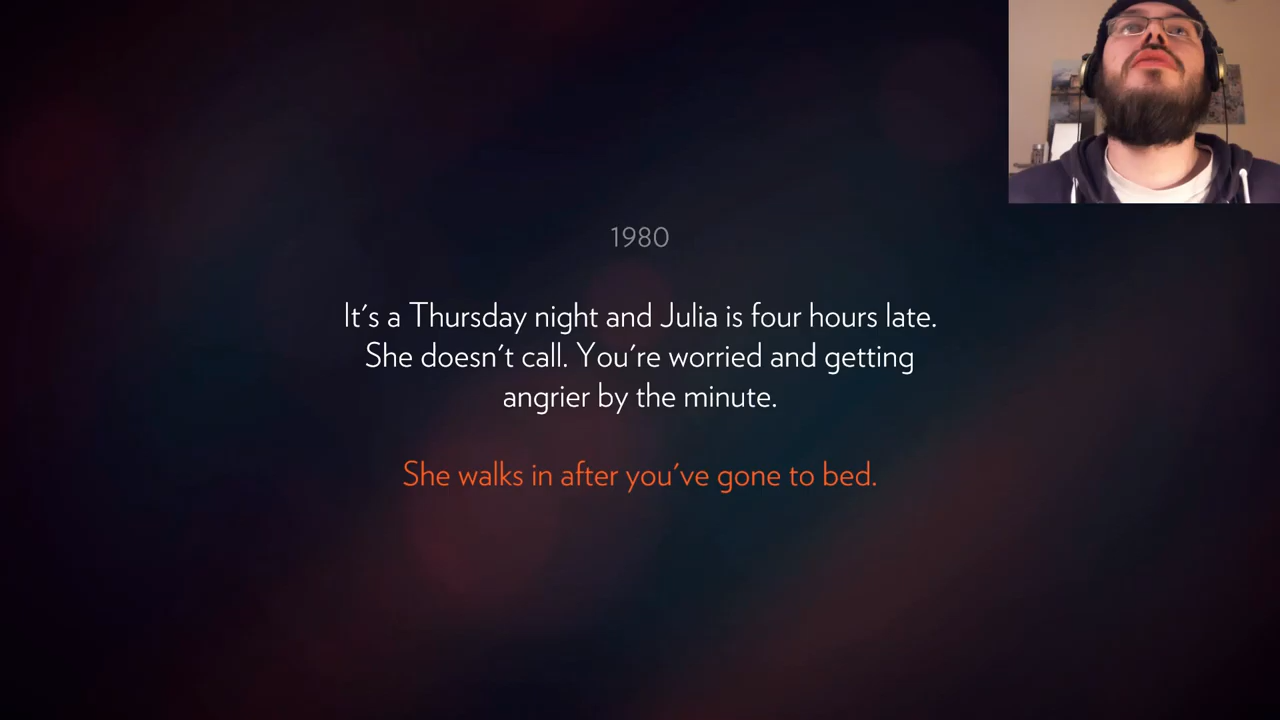 1980
It's a Thursday night and Julia is four hours late.
She doesn't call. You're worried and getting
angrier by the minute.
She walks in after you've gone to bed.